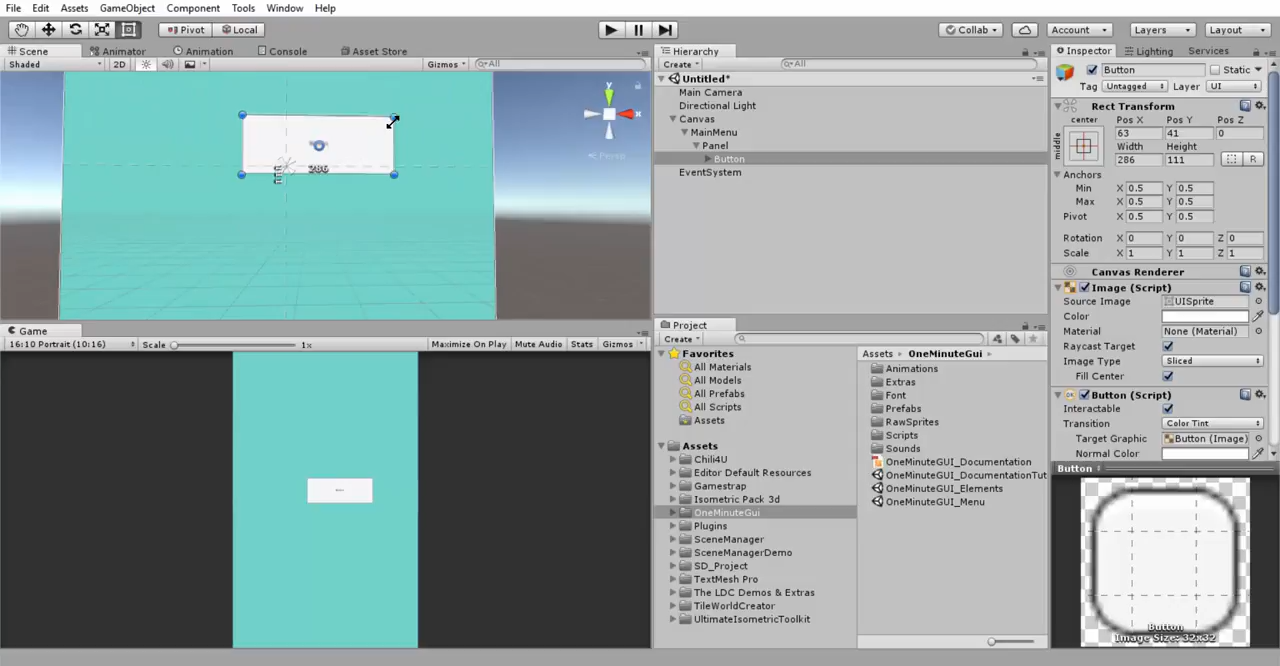 File Edit Assets GameObject Component Tools Window Help
Pivot Local Collab Account Layers Layout
Scene Animator Animation Console Asset Store
Shaded 2D Gizmos All
Persp
286
Game
16:10 Portrait (10:16) Scale 1x Maximize On Play Mute Audio Stats Gizmos
Hierarchy
Create All
Untitled*
Main Camera
Directional Light
Canvas
MainMenu
Panel
Button
EventSystem
Project
Create
Favorites
All Materials
All Models
All Prefabs
All Scripts
Assets
Assets
Chili4U
Editor Default Resources
Gamestrap
Isometric Pack 3d
OneMinuteGui
Plugins
SceneManager
SceneManagerDemo
SD_Project
TextMesh Pro
The LDC Demos & Extras
TileWorldCreator
UltimateIsometricToolkit
Assets OneMinuteGui
Animations
Extras
Font
Prefabs
RawSprites
Scripts
Sounds
OneMinuteGUI_Documentation
OneMinuteGUI_DocumentationTut
OneMinuteGUI_Elements
OneMinuteGUI_Menu
Inspector Lighting Services
Button Static
Tag Untagged Layer UI
Rect Transform
center Pos X Pos Y Pos Z
middle 63 41 0
Width Height
286 111 R
Anchors
Min X 0.5 Y 0.5
Max X 0.5 Y 0.5
Pivot X 0.5 Y 0.5
Rotation X 0 Y 0 Z 0
Scale X 1 Y 1 Z 1
Canvas Renderer
Image (Script)
Source Image UISprite
Color
Material None (Material)
Raycast Target
Image Type Sliced
Fill Center
Button (Script)
OK
Interactable
Transition Color Tint
Target Graphic Button (Image)
Normal Color
Button
Button
Image Size: 32x32